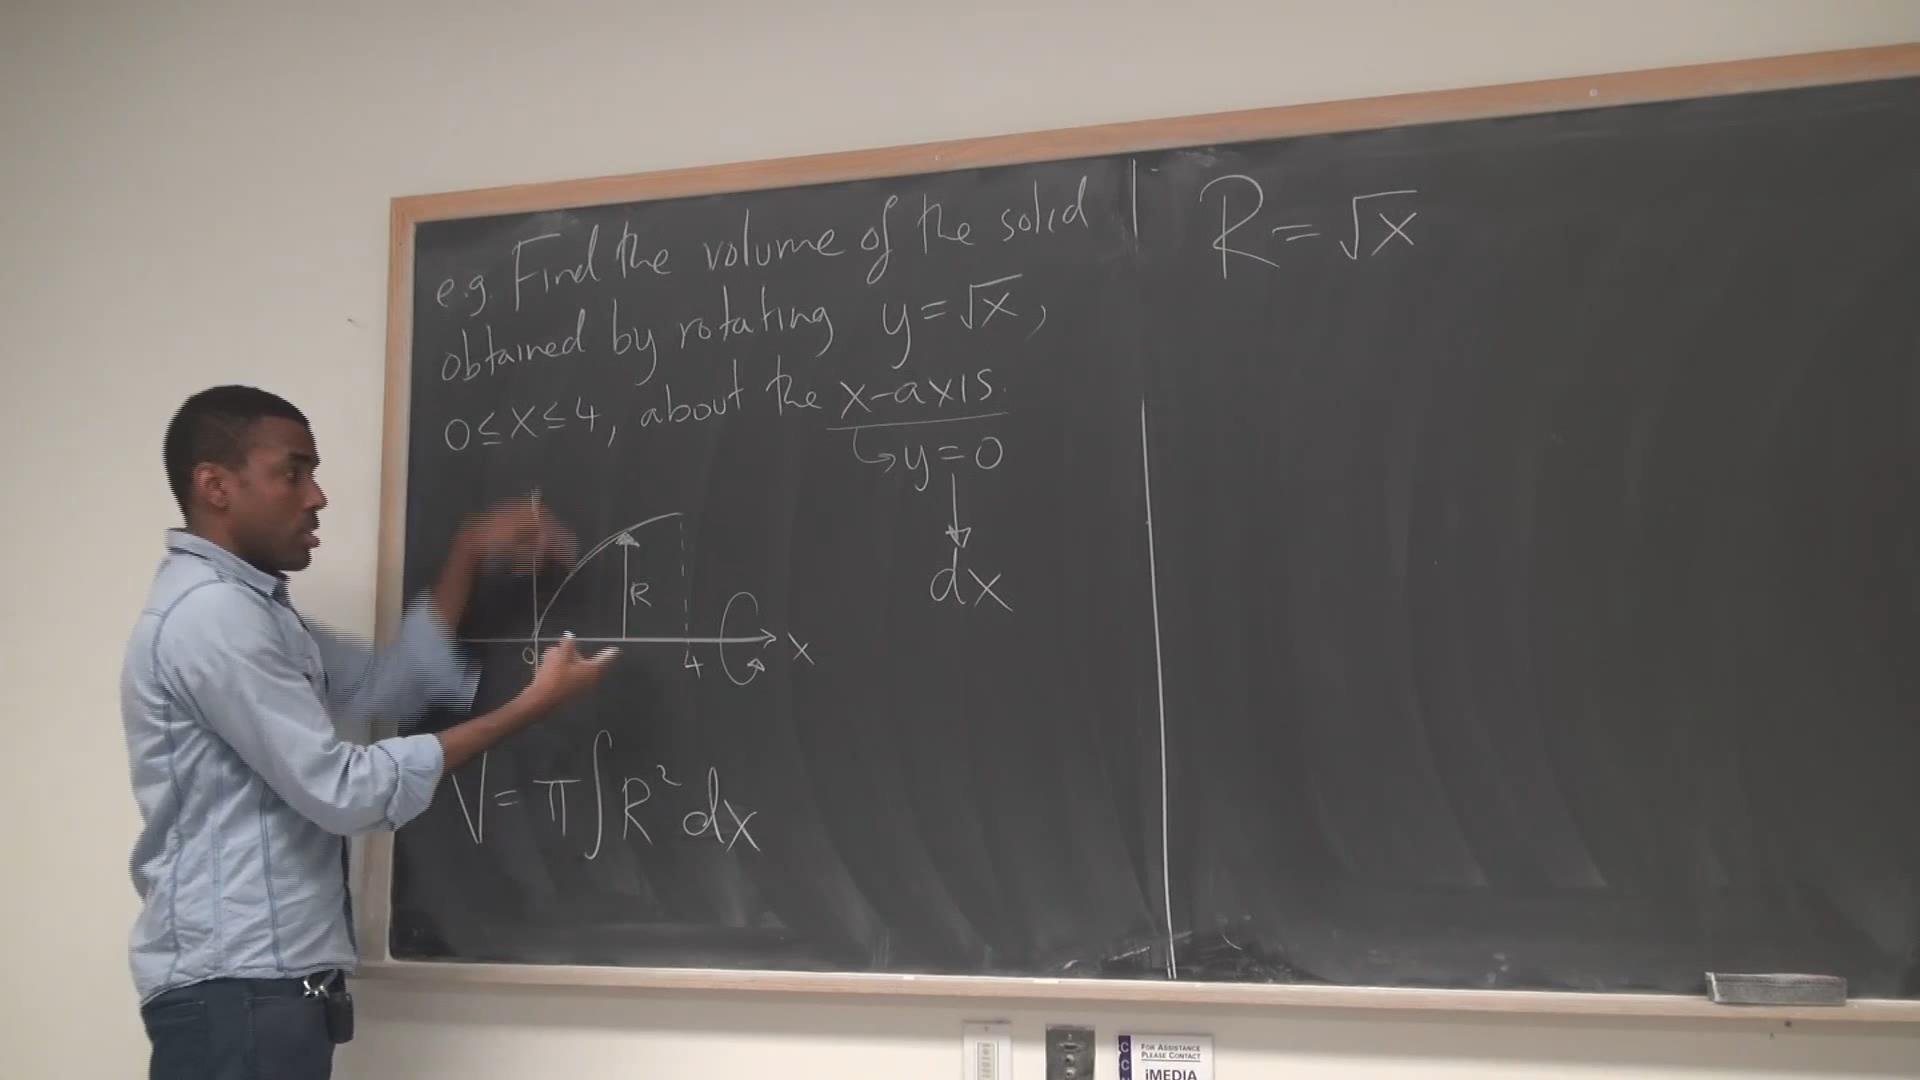 e.g. Find the volume of the solid
obtained by rotating y=√x,
0≤x≤4, about the x-axis.
↳y=0
dx
R
0
4
x
V=π∫R²dx
R=√x
FOR ASSISTANCE
PLEASE CONTACT
iMEDIA